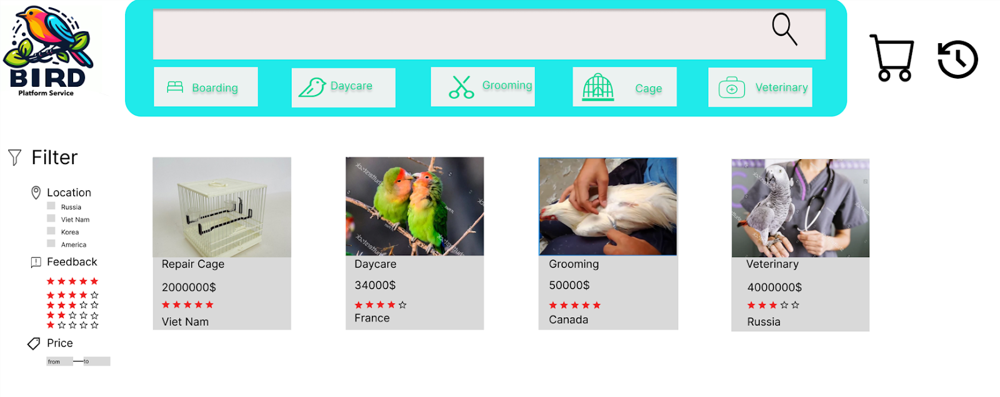 BIRD
Platform Service
Boarding
Daycare
Grooming
Cage
Veterinary
Filter
Location
Russia
Viet Nam
Korea
America
Feedback
Price
from
to
Repair Cage
2000000$
Viet Nam
Daycare
34000$
France
Grooming
50000$
Canada
Veterinary
4000000$
Russia